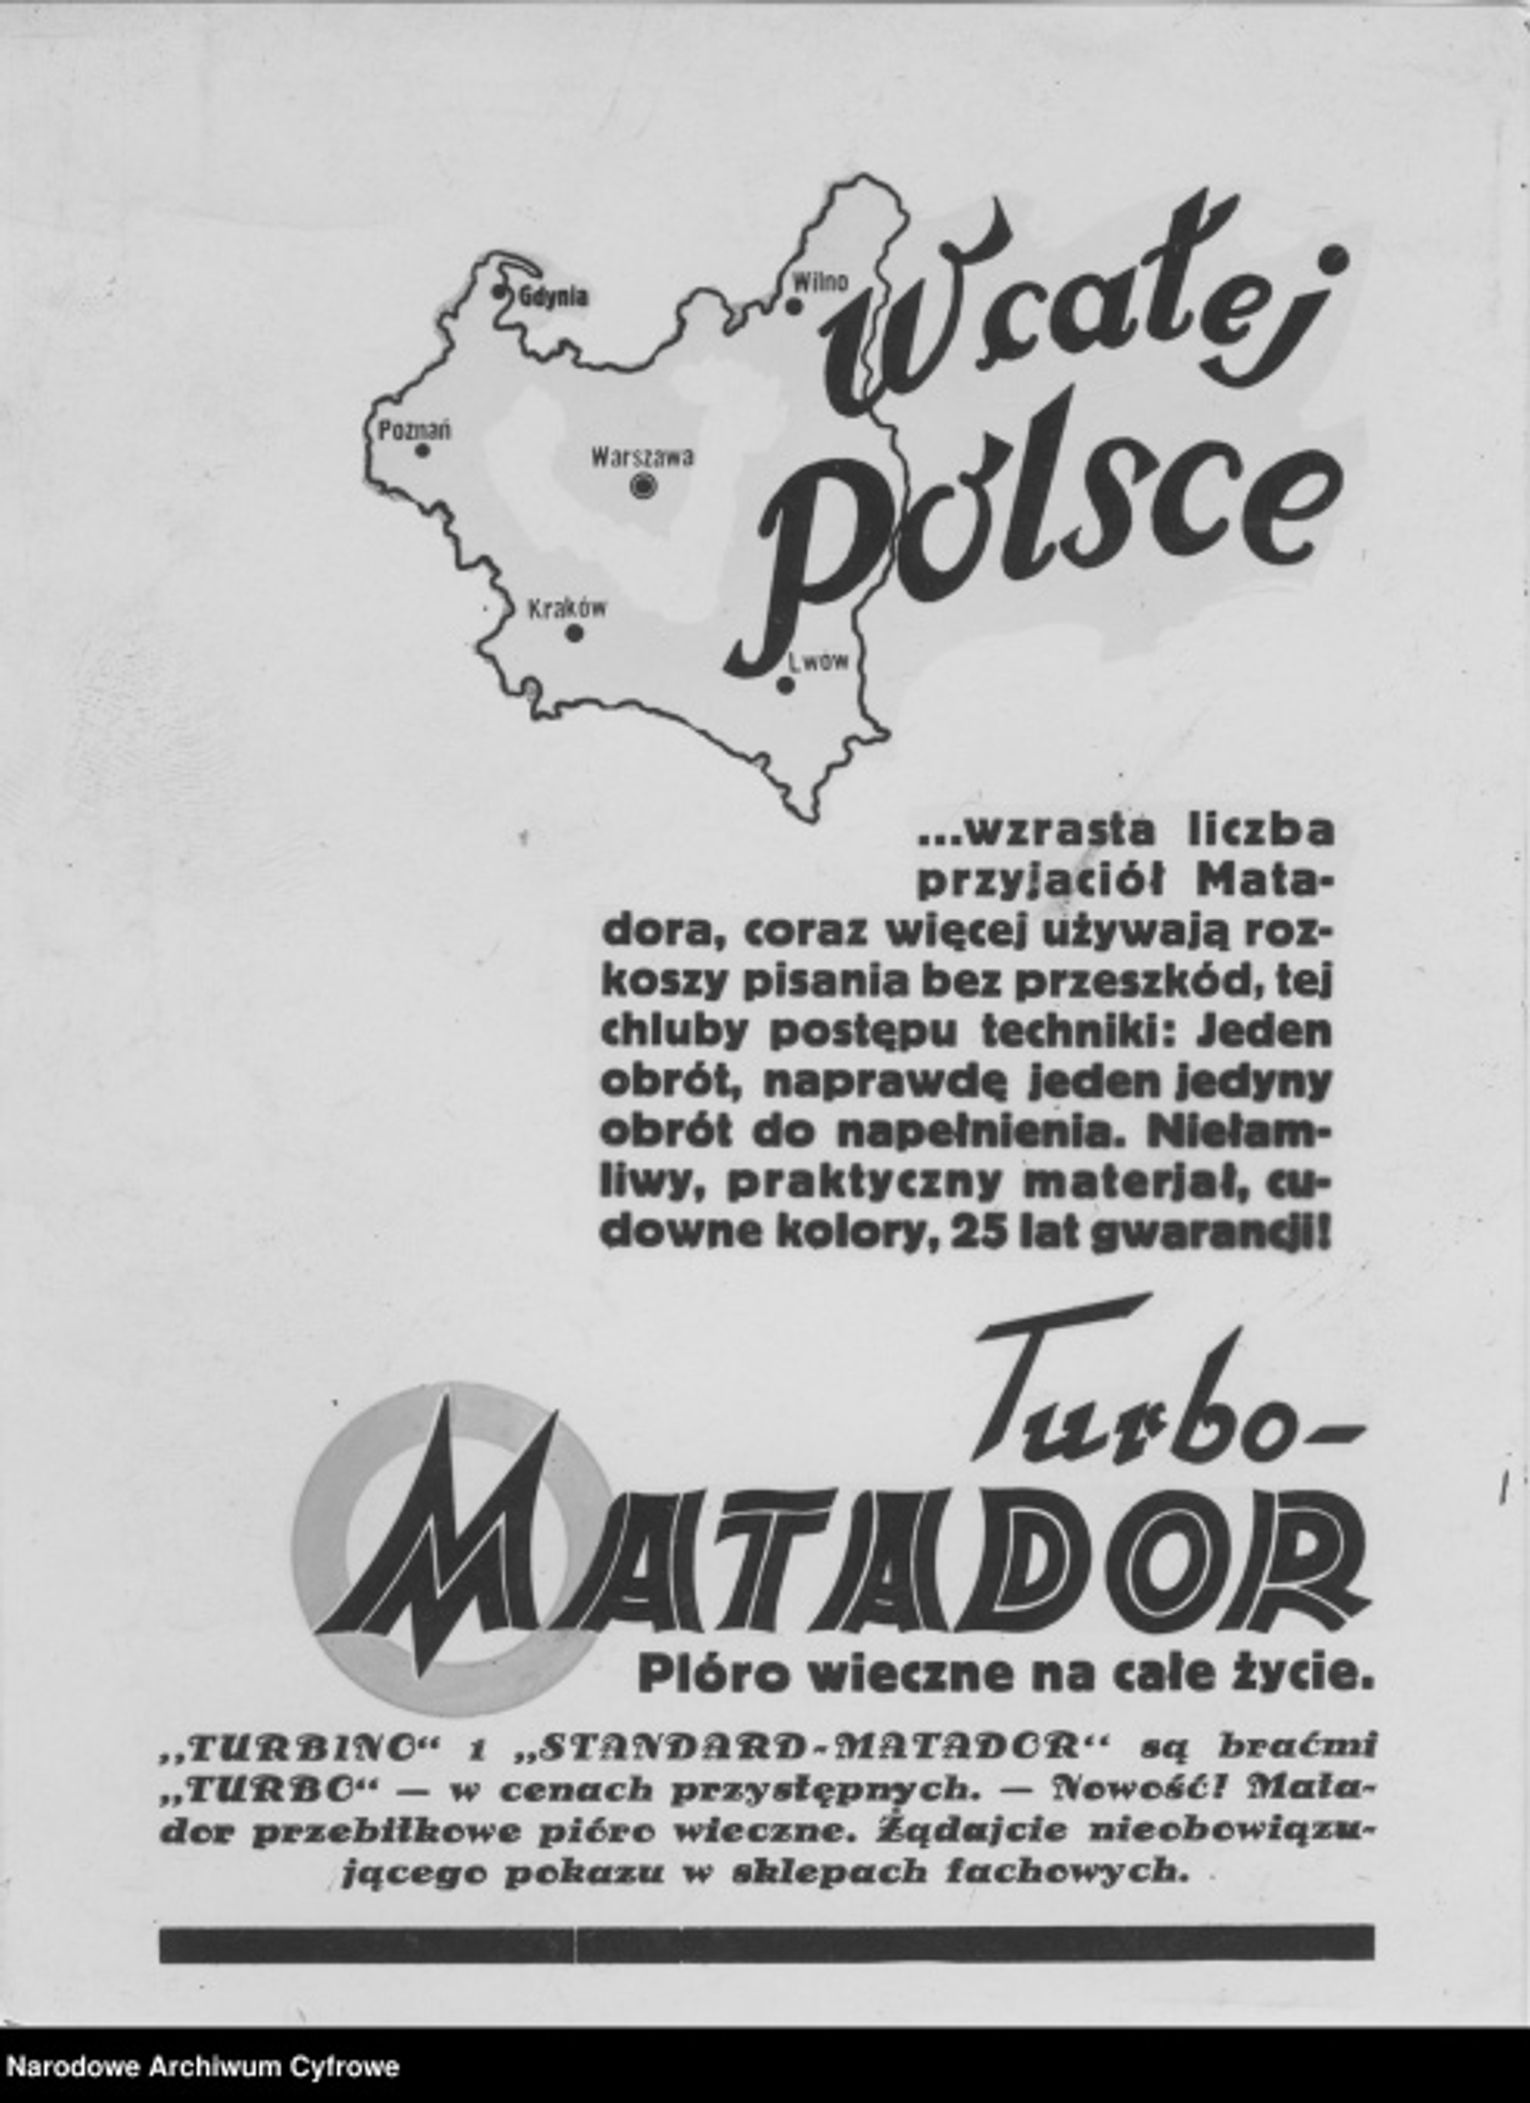 Wilno
w całej
Gdynia
Poznań
Warszawa
polsce
Kraków
Lwów
...wzrasta liczba
przyjaciół Mata-
dora, coraz więcej używają roz-
koszy pisania bez przeszkód, tej
chluby postępu techniki: Jeden
obrót, naprawdę jeden jedyny
obrót do napełnienia. Niełam-
liwy, praktyczny materjał, cu-
downe kolory, 25 lat gwarancji!
Turbo-
MATADOR
Pióro wieczne na całe życie.
„TURBINO“ i „STANDARD-MATADOR“ są braćmi
„TURBO“ — w cenach przystępnych. — Nowość! Mata-
dor przebitkowe pióro wieczne. Żądajcie nieobowiązu-
jącego pokazu w sklepach fachowych.
Narodowe Archiwum Cyfrowe